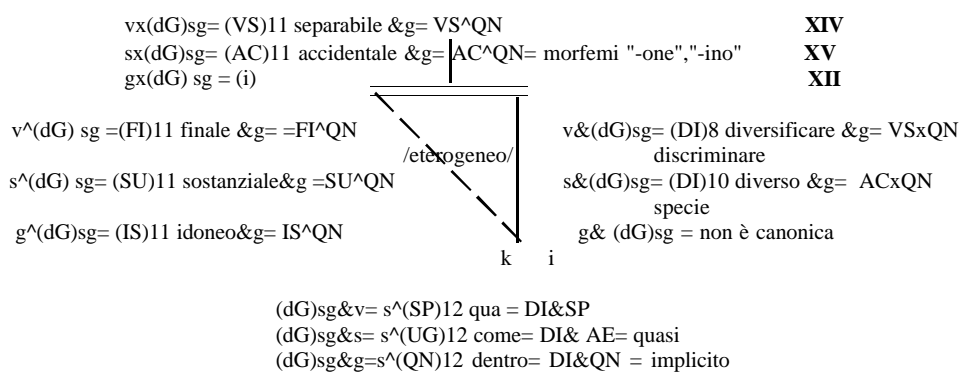 vx(dG)sg= (VS)11 separabile &g= VS^QN XIV
sx(dG)sg= (AC)11 accidentale &g= AC^QN= morfemi "-one","-ino" XV
gx(dG) sg = (i) XII
v^(dG) sg =(FI)11 finale &g= =FI^QN
v&(dG)sg= (DI)8 diversificare &g= VSxQN
discriminare
/eterogeneo/
s^(dG) sg= (SU)11 sostanziale&g =SU^QN
s&(dG)sg= (DI)10 diverso &g= ACxQN
specie
g^(dG)sg= (IS)11 idoneo&g= IS^QN
g& (dG)sg = non è canonica
k i
(dG)sg&v= s^(SP)12 qua = DI&SP
(dG)sg&s= s^(UG)12 come= DI& AE= quasi
(dG)sg&g=s^(QN)12 dentro= DI&QN = implicito